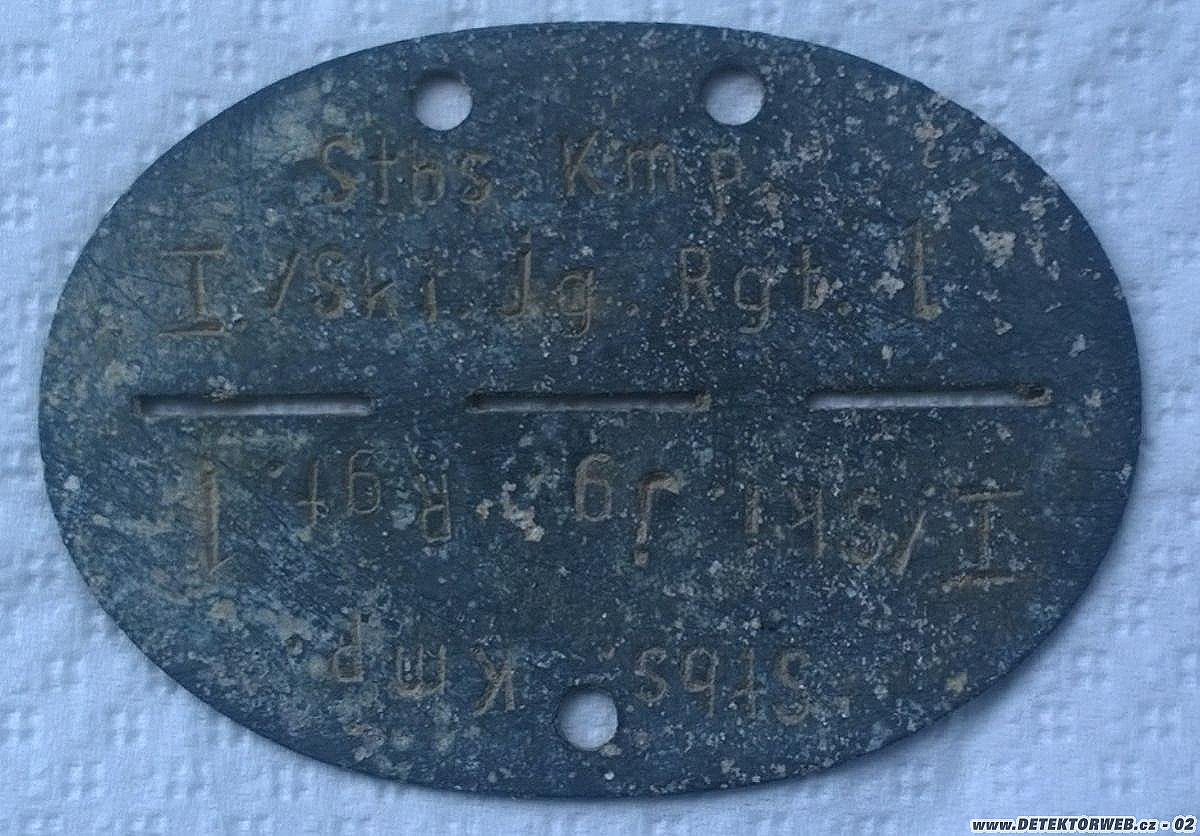 Stbs. Kmp.
I./Ski.Jg. Rgt. 1
I/Ski Jg. Rgt. 1
Stbs. Kmp.
www.DETEKTORWEB.cz - 02